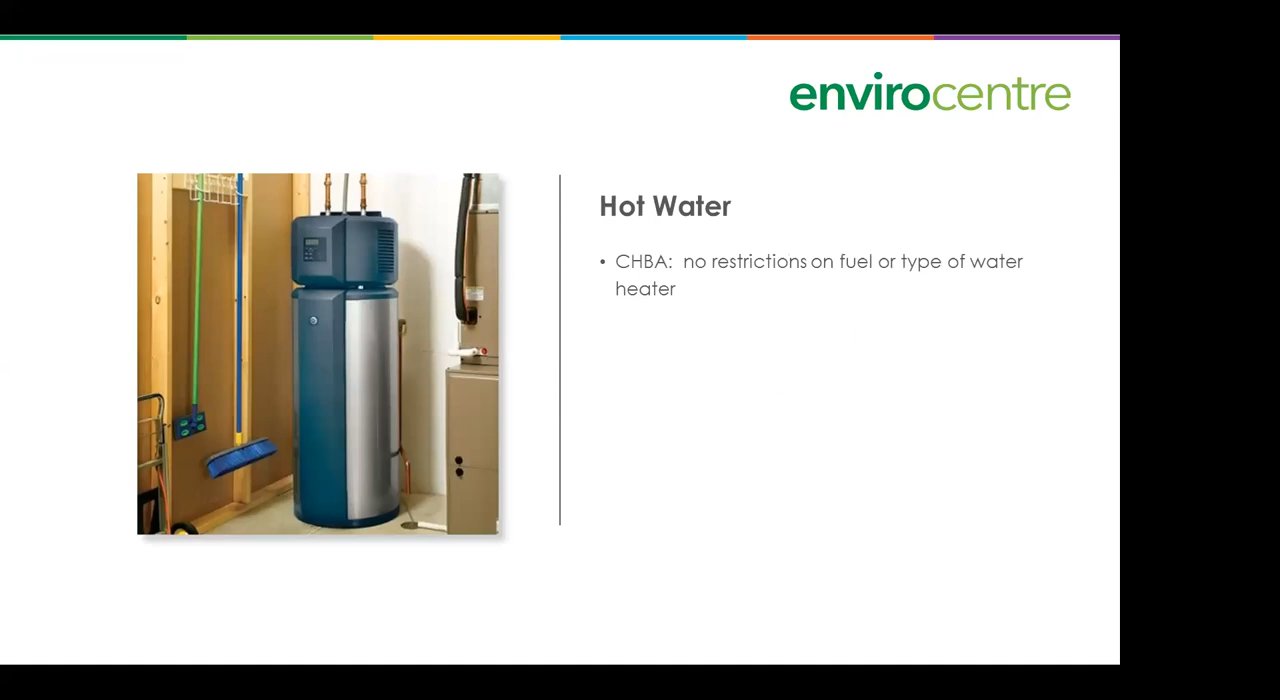 envirocentre
Hot Water
• CHBA: no restrictions on fuel or type of water
heater